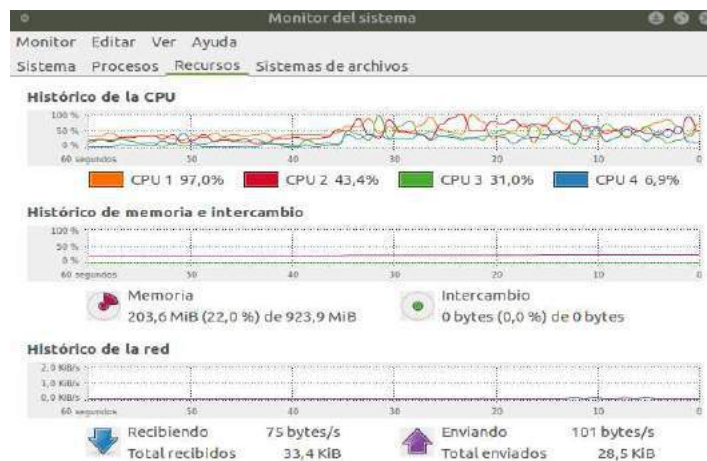 Monitor del sistema
Monitor Editar Ver Ayuda
Sistema Procesos Recursos Sistemas de archivos
Histórico de la CPU
100 %
50 %
0 %
60 segundos 50 40 30 20 10 0
CPU 1 97,0% CPU 2 43,4% CPU 3 31,0% CPU 4 6,9%
Histórico de memoria e intercambio
100 %
50 %
0 %
60 segundos 50 40 30 20 10 0
Memoria Intercambio
203,6 MiB (22,0 %) de 923,9 MiB 0 bytes (0,0 %) de 0 bytes
Histórico de la red
2,0 KiB/s
1,0 KiB/s
0,0 KiB/s
60 segundos 50 40 30 20 10 0
Recibiendo 75 bytes/s Enviando 101 bytes/s
Total recibidos 33,4 KiB Total enviados 28,5 KiB